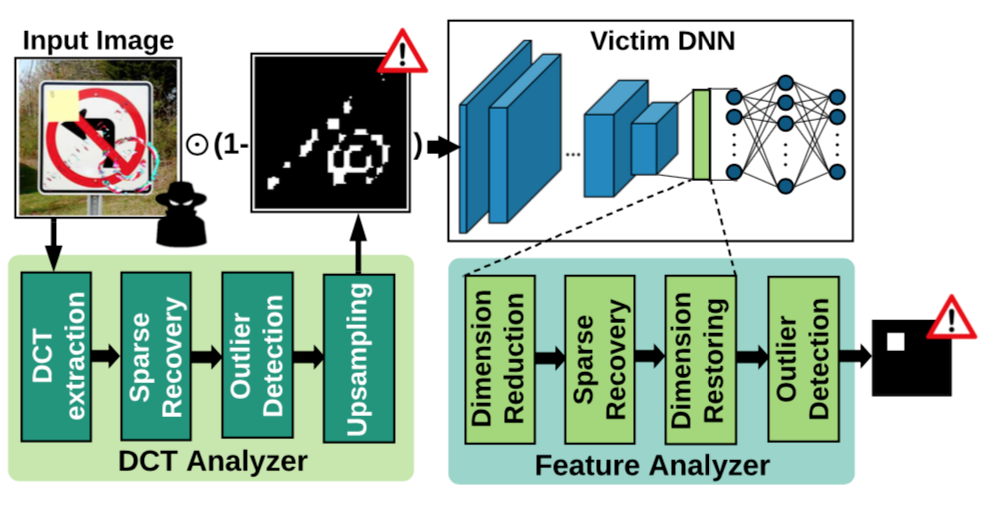 Input Image
⊙(1-
)
Victim DNN
...
DCT
extraction
Sparse
Recovery
Outlier
Detection
Upsampling
DCT Analyzer
Dimension
Reduction
Sparse
Recovery
Dimension
Restoring
Outlier
Detection
Feature Analyzer
!
!